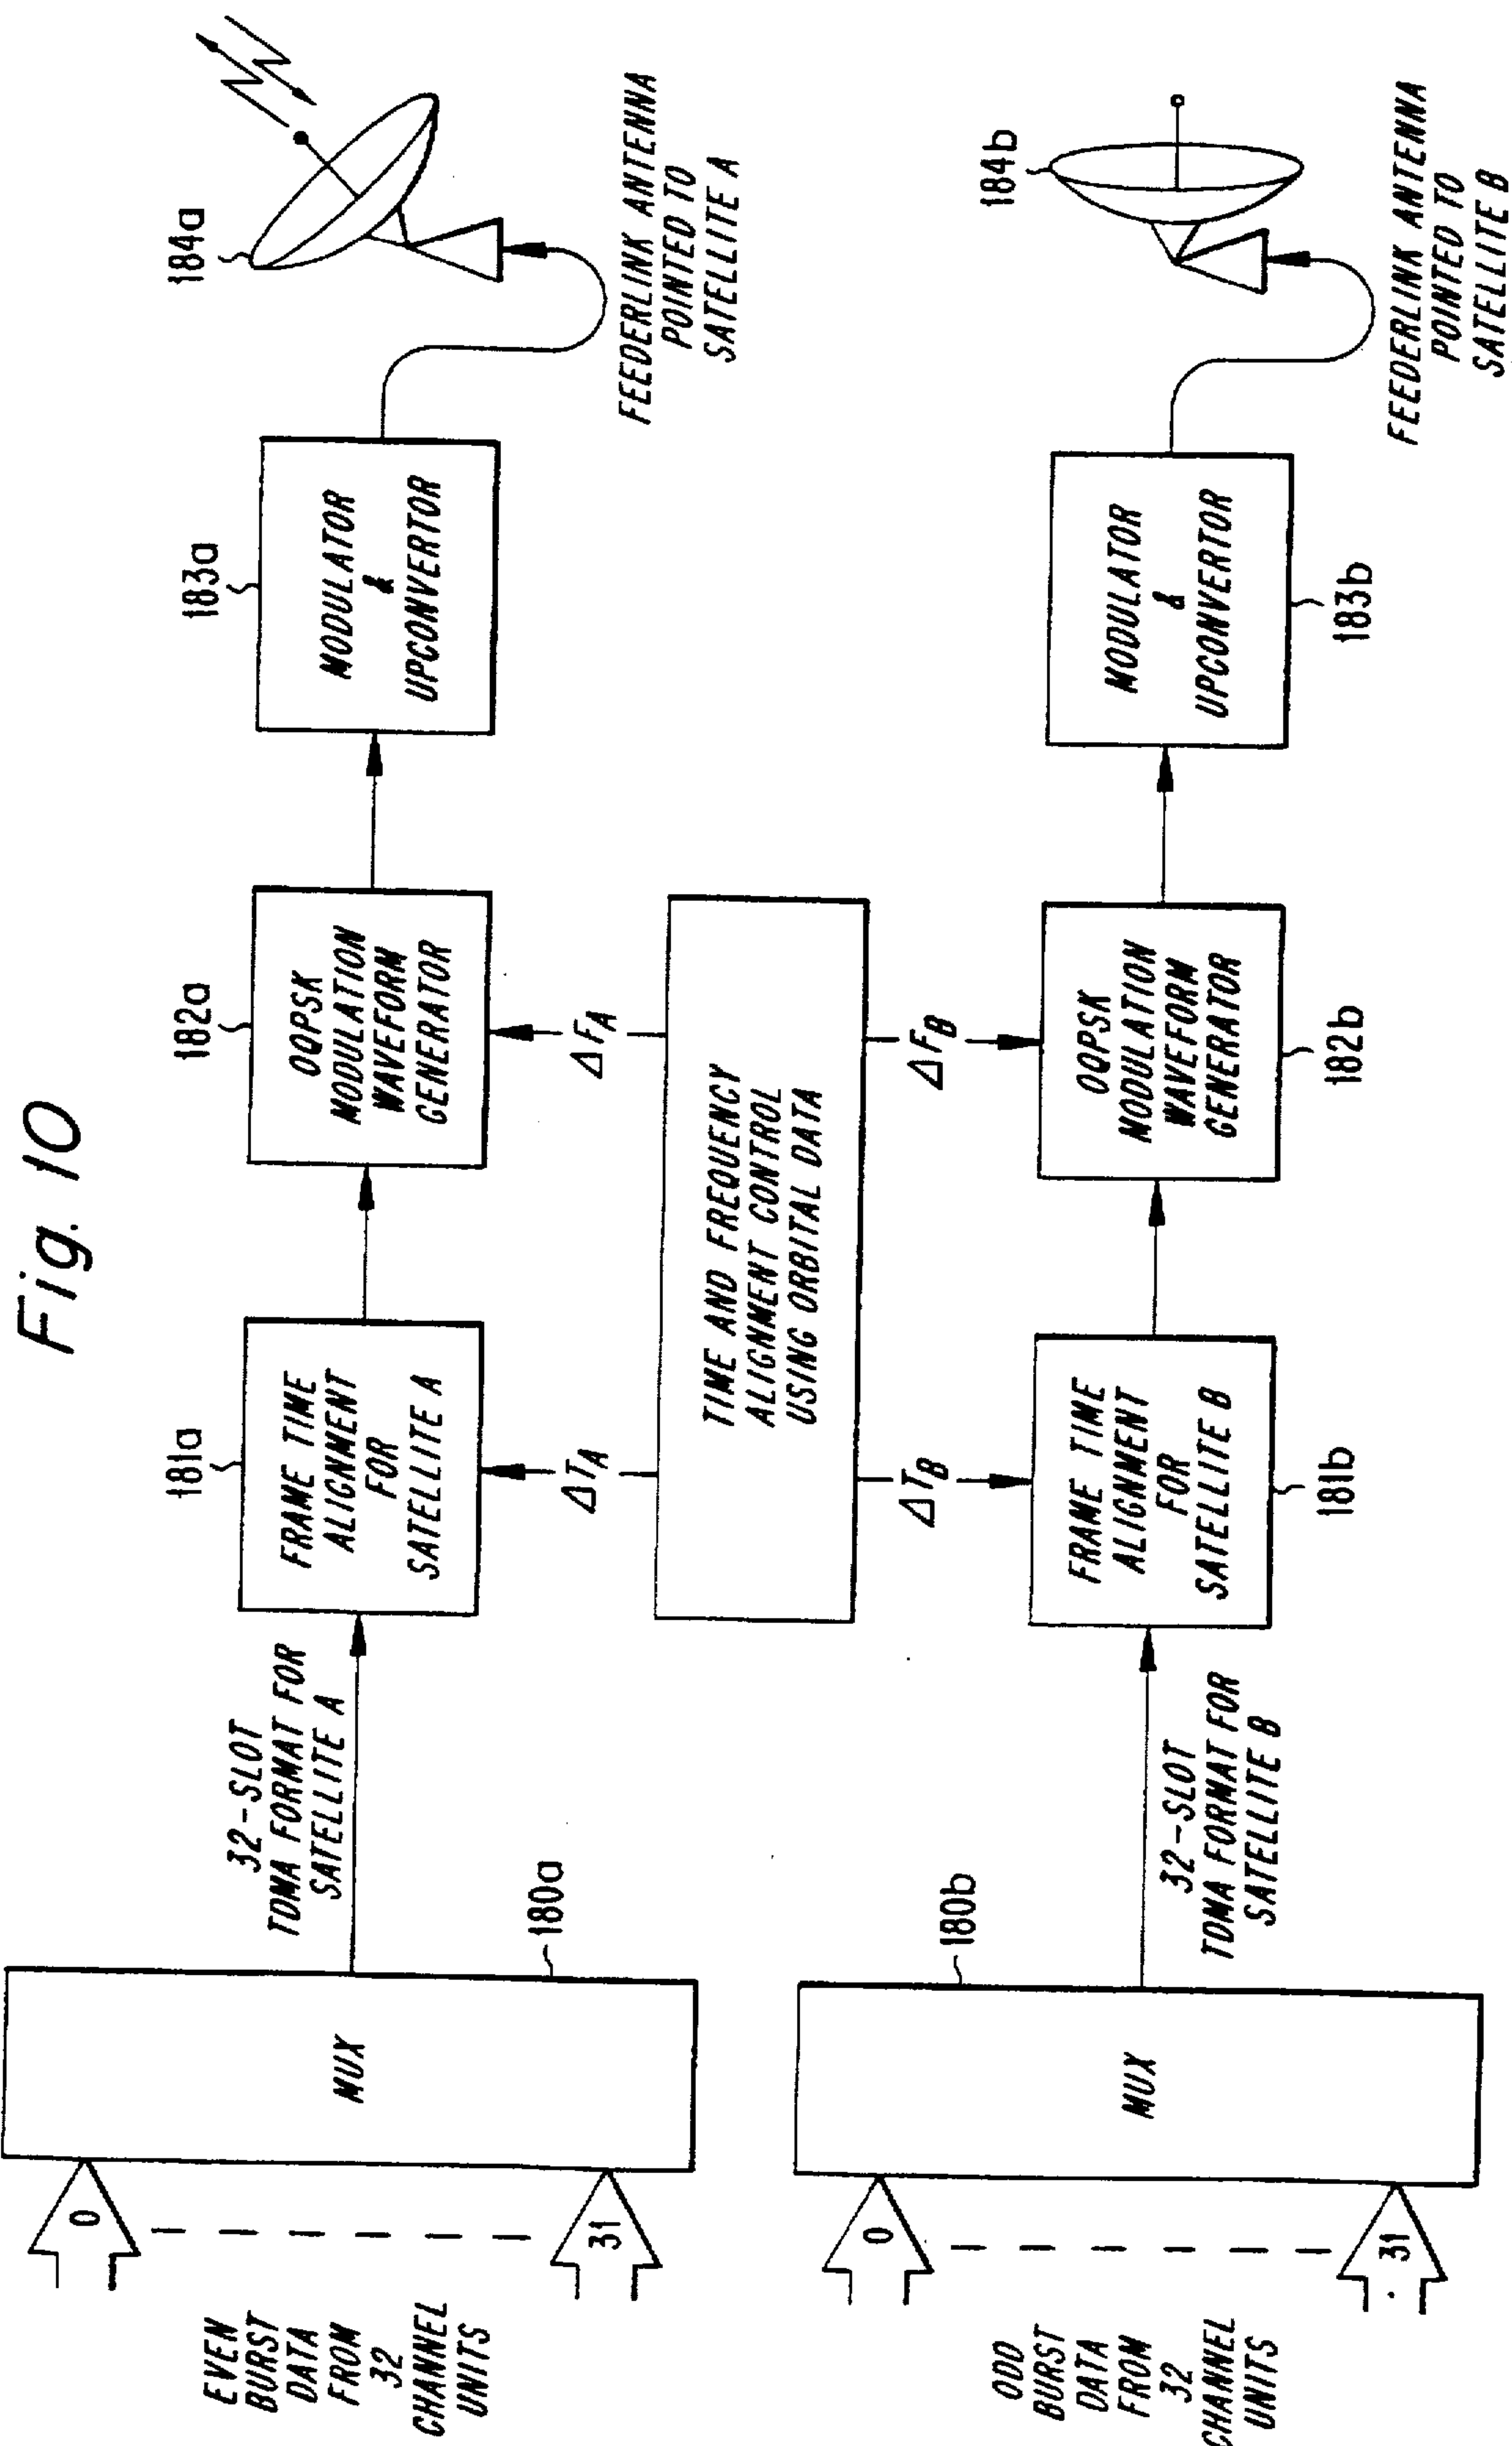 Fig. 10
EVEN
BURST
DATA
FROM
32
CHANNEL
UNITS
0
31
MUX
180a
32-SLOT
TDMA FORMAT FOR
SATELLITE A
181a
FRAME TIME
ALIGNMENT
FOR
SATELLITE A
182a
OQPSK
MODULATION
WAVEFORM
GENERATOR
183a
MODULATOR
&
UPCONVERTOR
184a
FEEDERLINK ANTENNA
POINTED TO
SATELLITE A
ΔTA
ΔFA
TIME AND FREQUENCY
ALIGNMENT CONTROL
USING ORBITAL DATA
ΔTB
ΔFB
ODD
BURST
DATA
FROM
32
CHANNEL
UNITS
0
31
MUX
180b
32-SLOT
TDMA FORMAT FOR
SATELLITE B
FRAME TIME
ALIGNMENT
FOR
SATELLITE B
181b
OQPSK
MODULATION
WAVEFORM
GENERATOR
182b
MODULATOR
&
UPCONVERTOR
183b
184b
FEEDERLINK ANTENNA
POINTED TO
SATELLITE B